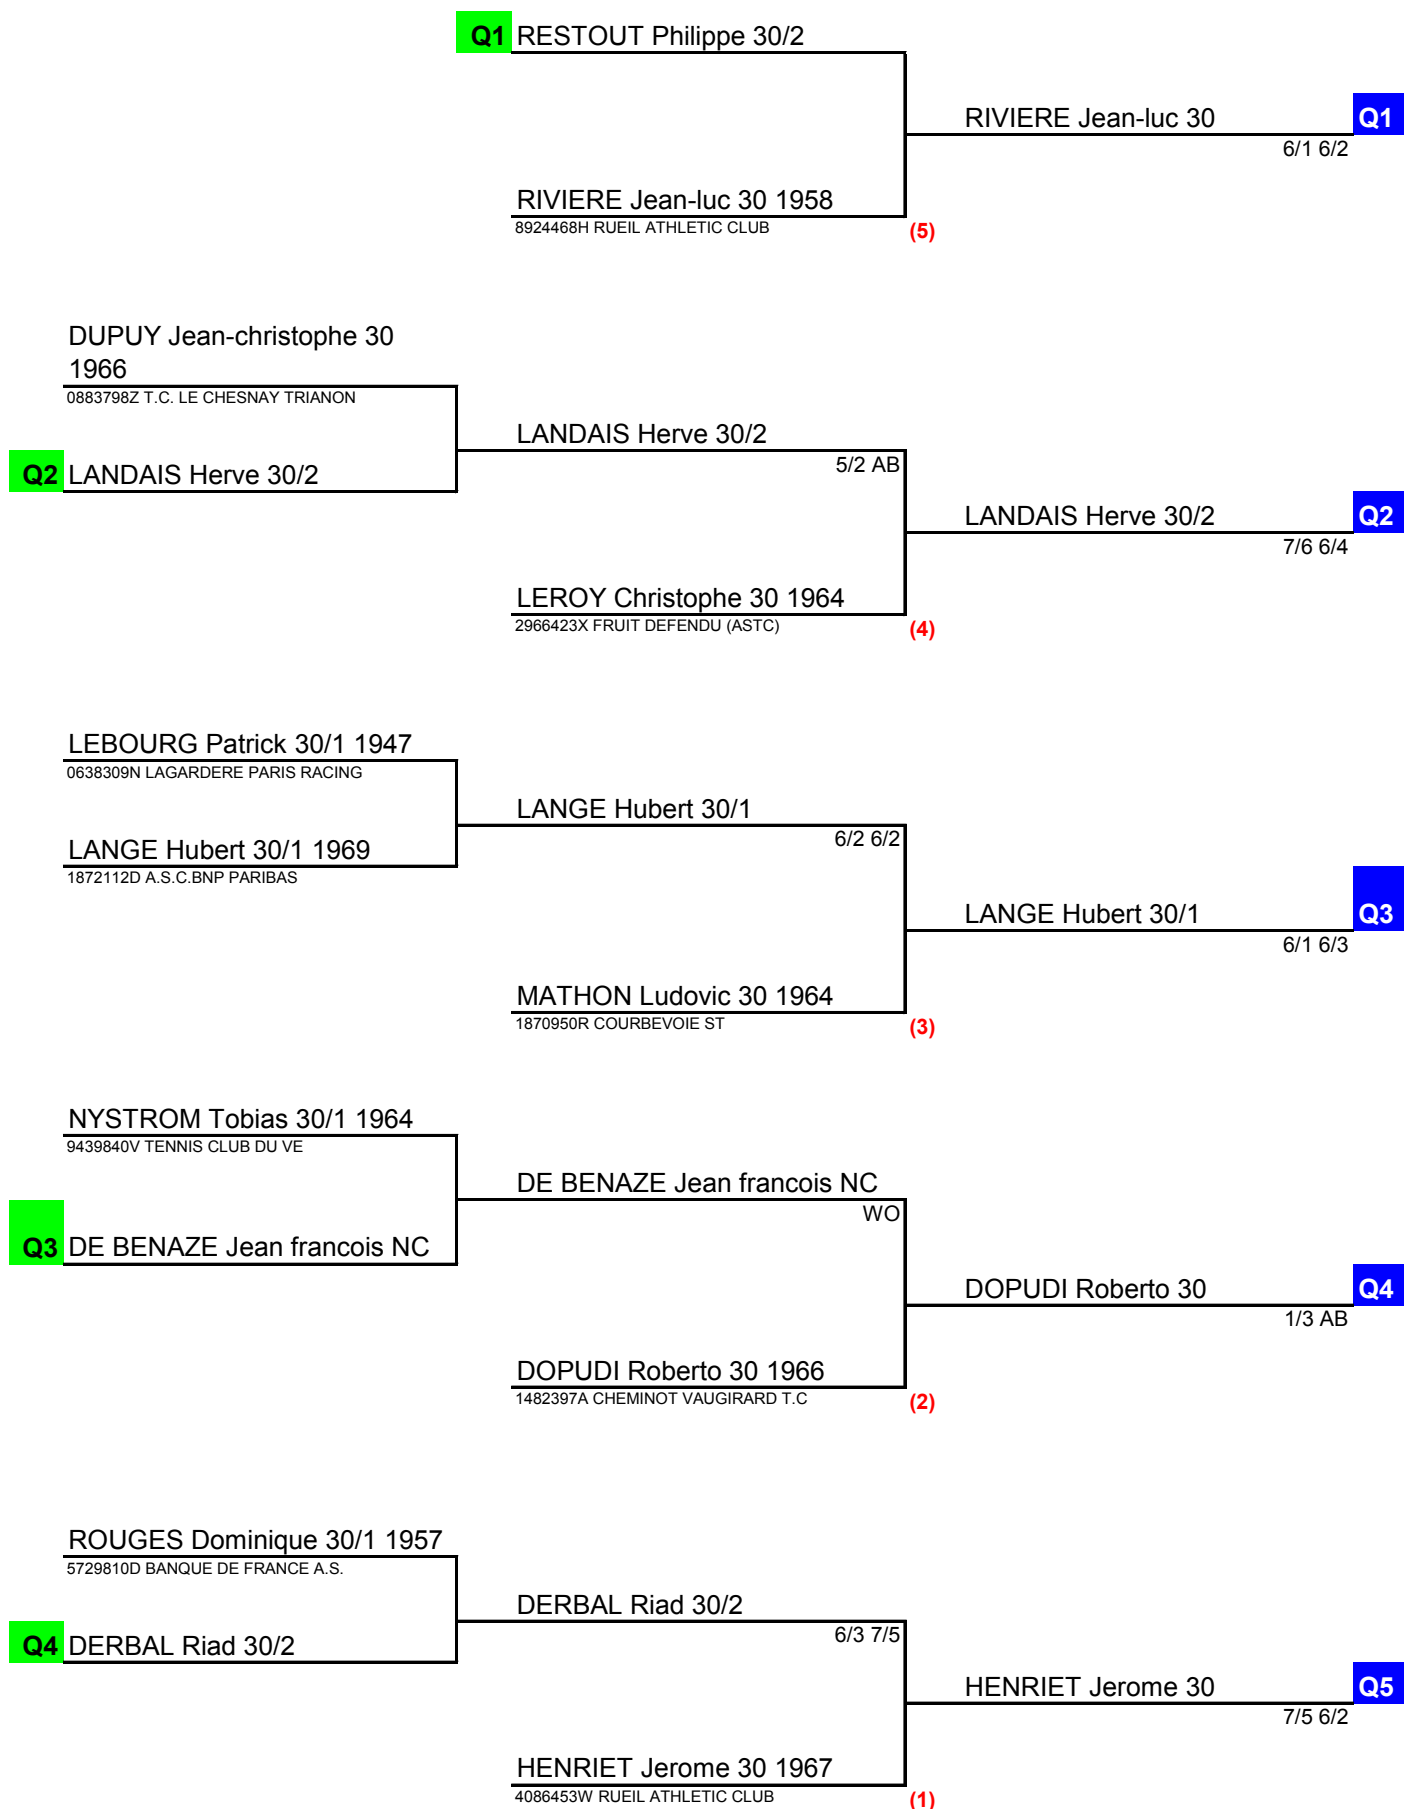 Q1 RESTOUT Philippe 30/2
RIVIERE Jean-luc 30 Q1
6/1 6/2
RIVIERE Jean-luc 30 1958
8924468H RUEIL ATHLETIC CLUB (5)
DUPUY Jean-christophe 30
1966
0883798Z T.C. LE CHESNAY TRIANON
LANDAIS Herve 30/2
5/2 AB
Q2 LANDAIS Herve 30/2
LANDAIS Herve 30/2 Q2
7/6 6/4
LEROY Christophe 30 1964
2966423X FRUIT DEFENDU (ASTC) (4)
LEBOURG Patrick 30/1 1947
0638309N LAGARDERE PARIS RACING
LANGE Hubert 30/1
6/2 6/2
LANGE Hubert 30/1 1969
1872112D A.S.C.BNP PARIBAS
LANGE Hubert 30/1 Q3
6/1 6/3
MATHON Ludovic 30 1964
1870950R COURBEVOIE ST (3)
NYSTROM Tobias 30/1 1964
9439840V TENNIS CLUB DU VE
DE BENAZE Jean francois NC
WO
Q3 DE BENAZE Jean francois NC
DOPUDI Roberto 30 Q4
1/3 AB
DOPUDI Roberto 30 1966
1482397A CHEMINOT VAUGIRARD T.C (2)
ROUGES Dominique 30/1 1957
5729810D BANQUE DE FRANCE A.S.
DERBAL Riad 30/2
6/3 7/5
Q4 DERBAL Riad 30/2
HENRIET Jerome 30 Q5
7/5 6/2
HENRIET Jerome 30 1967
4086453W RUEIL ATHLETIC CLUB (1)